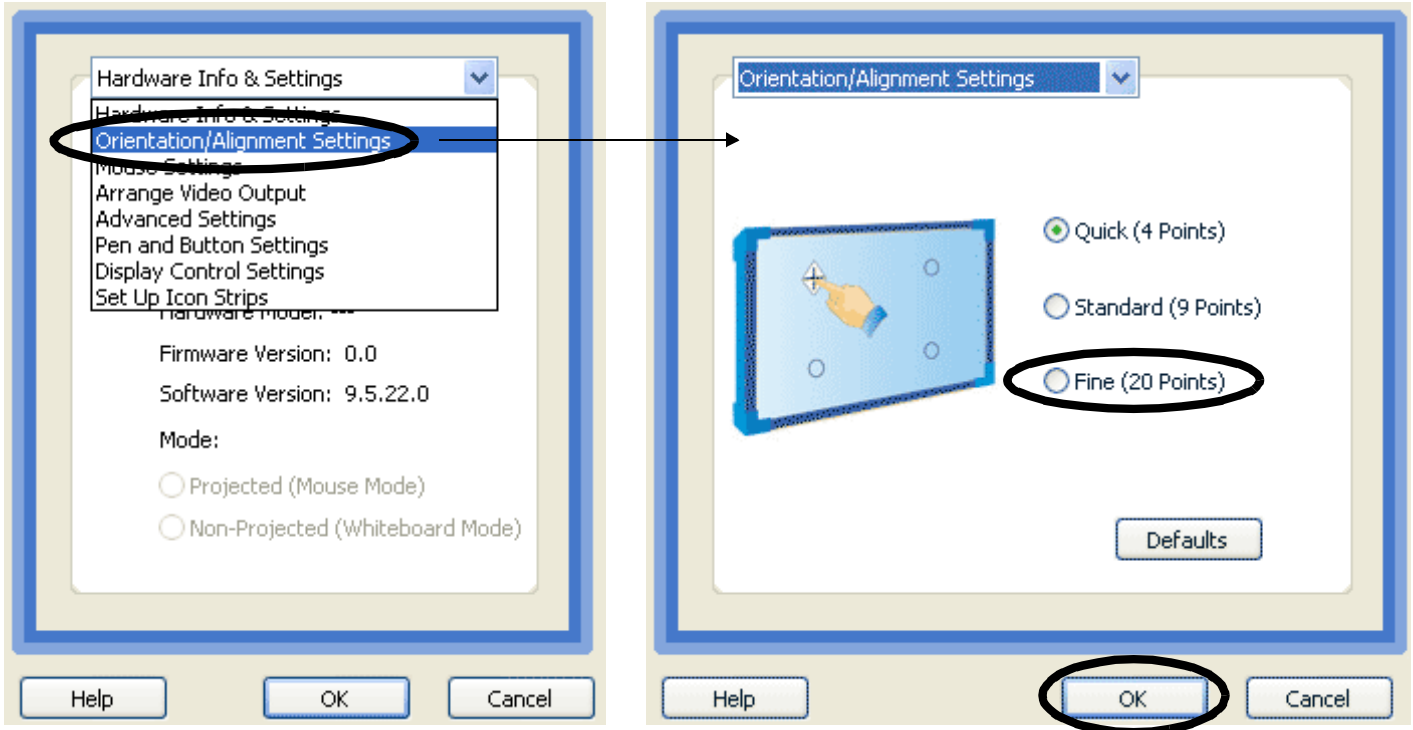 Hardware Info & Settings
Hardware Info & Settings
Orientation/Alignment Settings
Mouse Settings
Arrange Video Output
Advanced Settings
Pen and Button Settings
Display Control Settings
Set Up Icon Strips
Hardware Model: ---
Firmware Version: 0.0
Software Version: 9.5.22.0
Mode:
Projected (Mouse Mode)
Non-Projected (Whiteboard Mode)
Help OK Cancel
Orientation/Alignment Settings
Quick (4 Points)
Standard (9 Points)
Fine (20 Points)
Defaults
Help OK Cancel